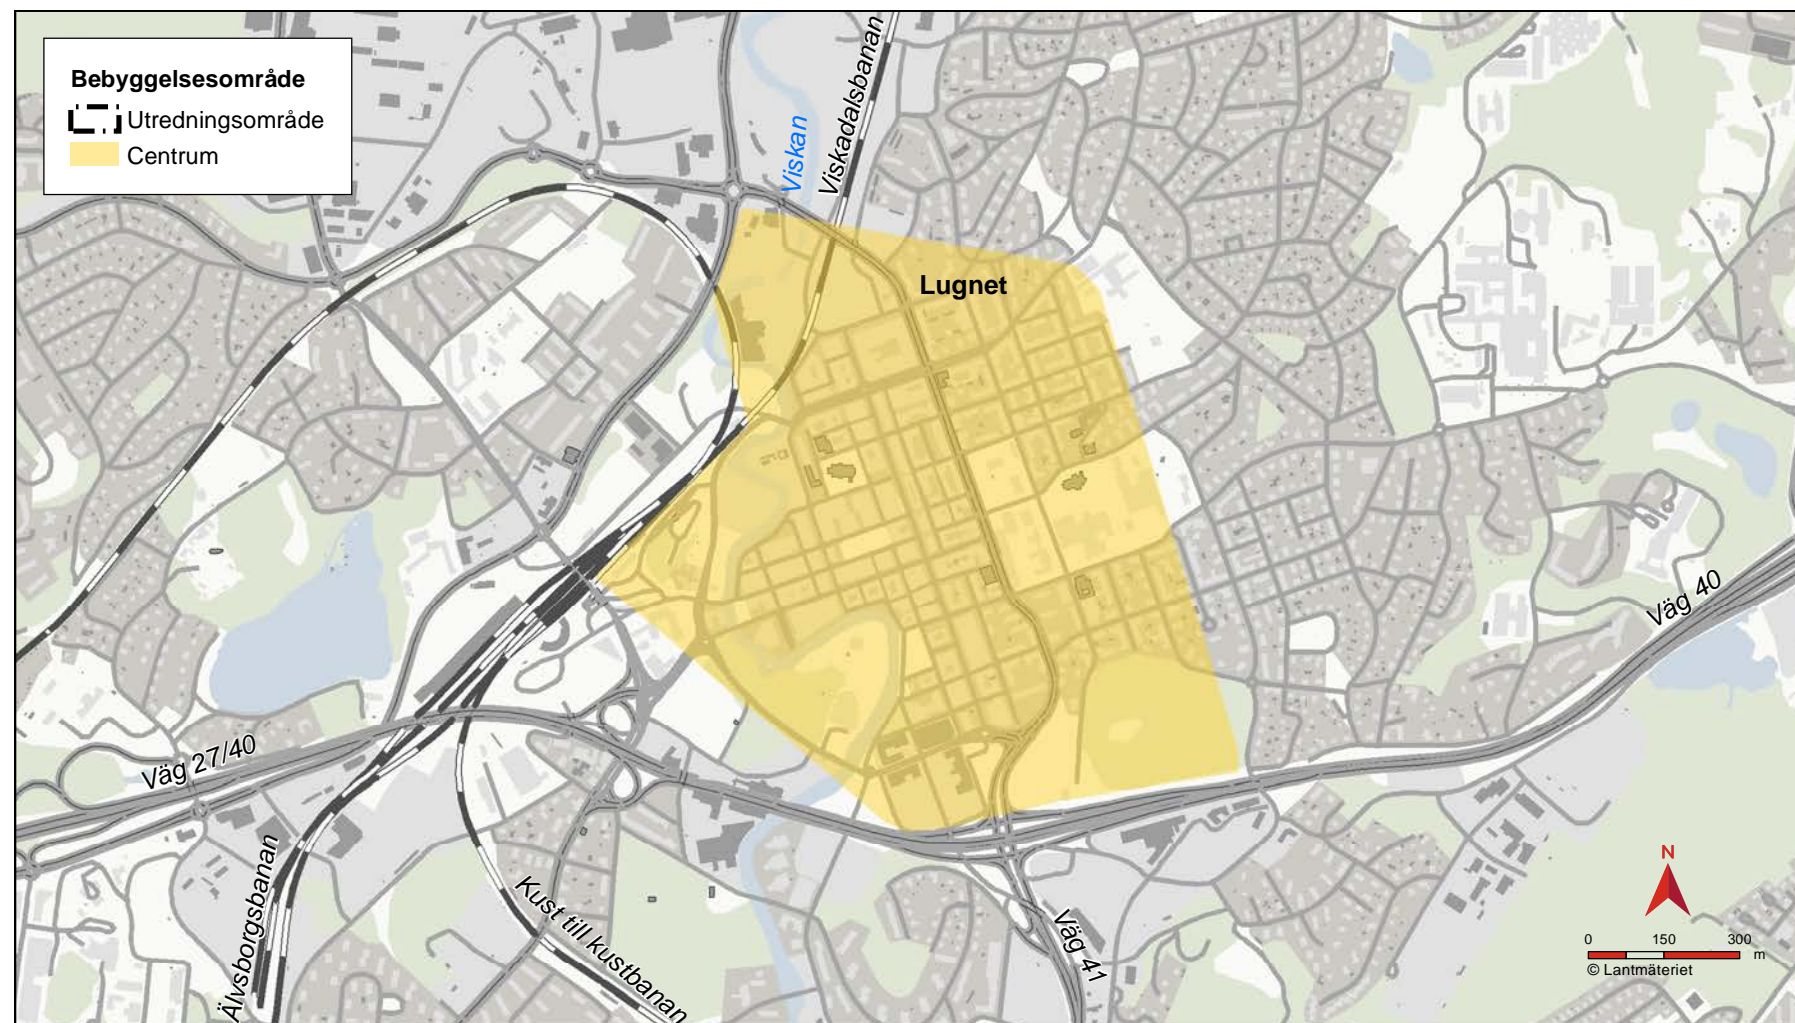 Bebyggelsesområde
Utredningsområde
Centrum
Viskan
Viskadalsbanan
Lugnet
Väg 40
Väg 27/40
Älvsborgsbanan
Kust till kustbanan
Väg 41
N
0 150 300
m
© Lantmäteriet